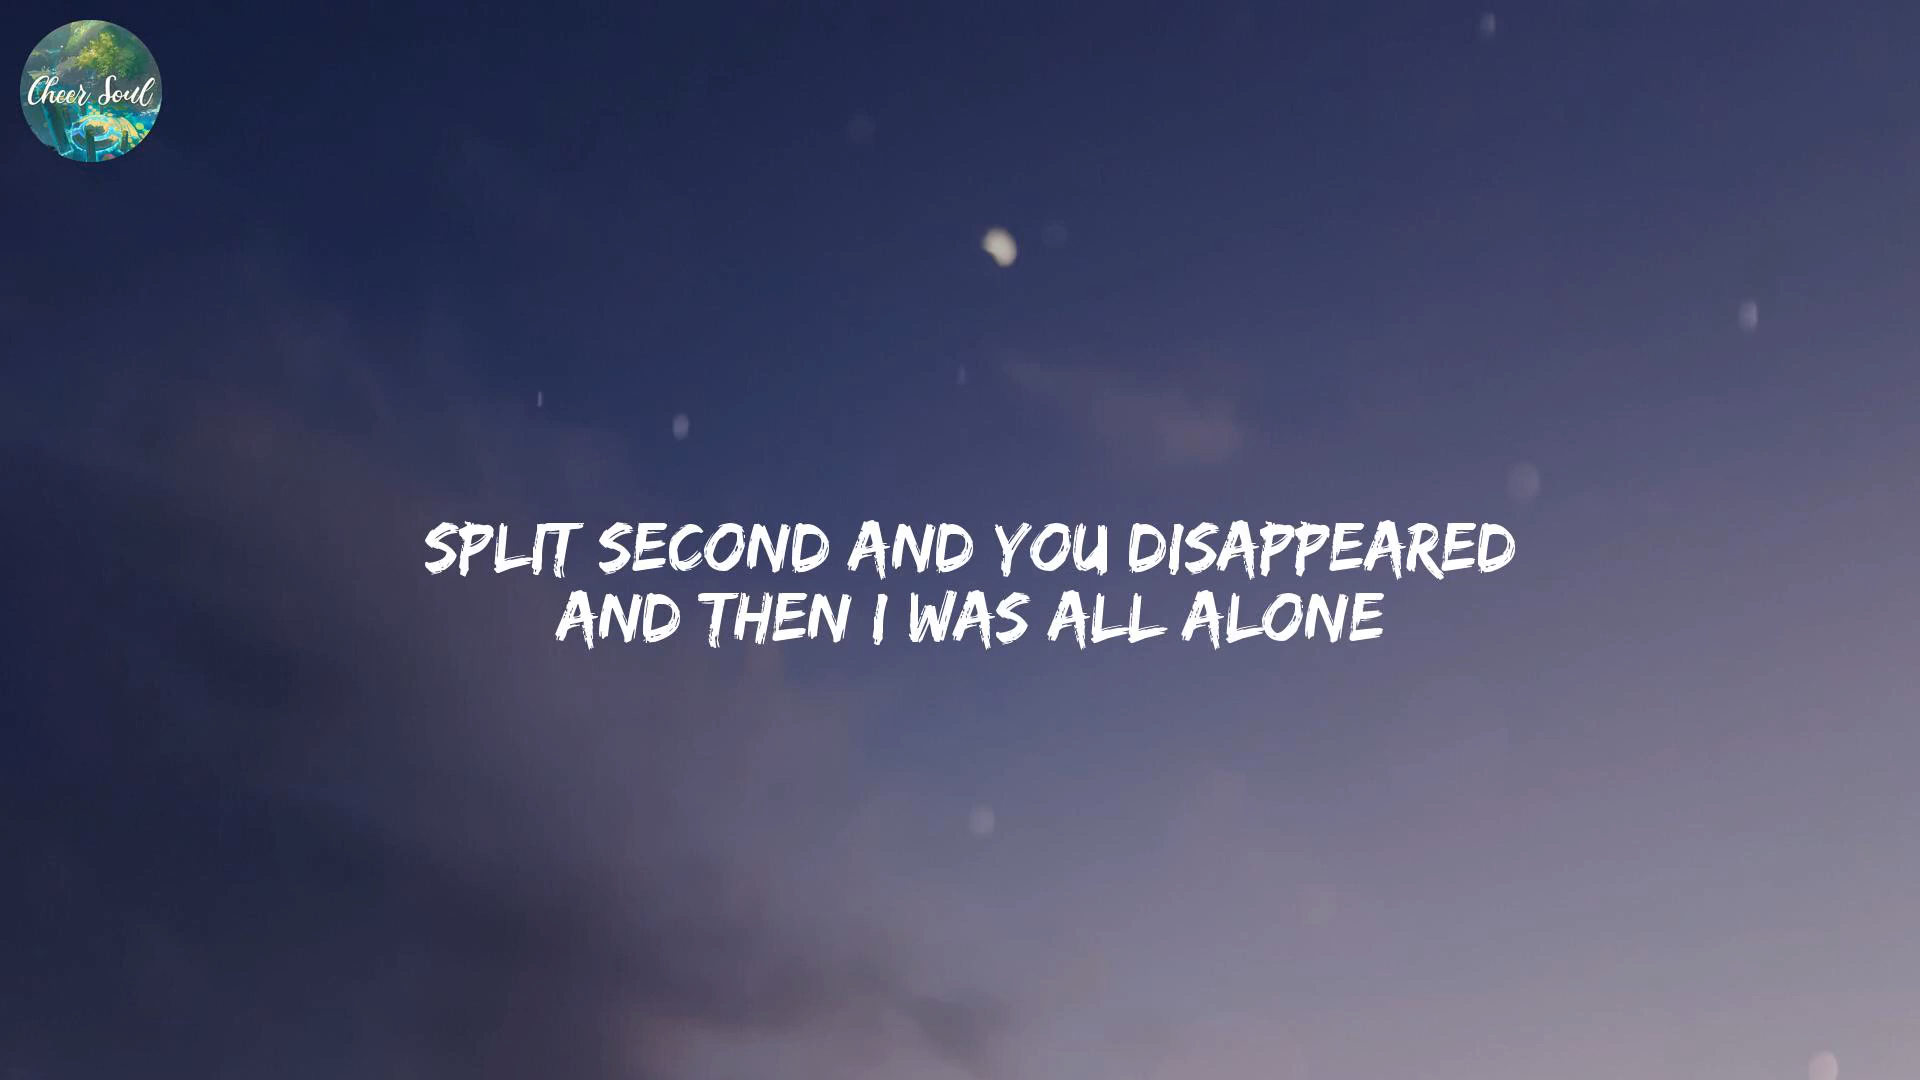 Cheer Soul
SPLIT SECOND AND YOU DISAPPEARED
AND THEN I WAS ALL ALONE